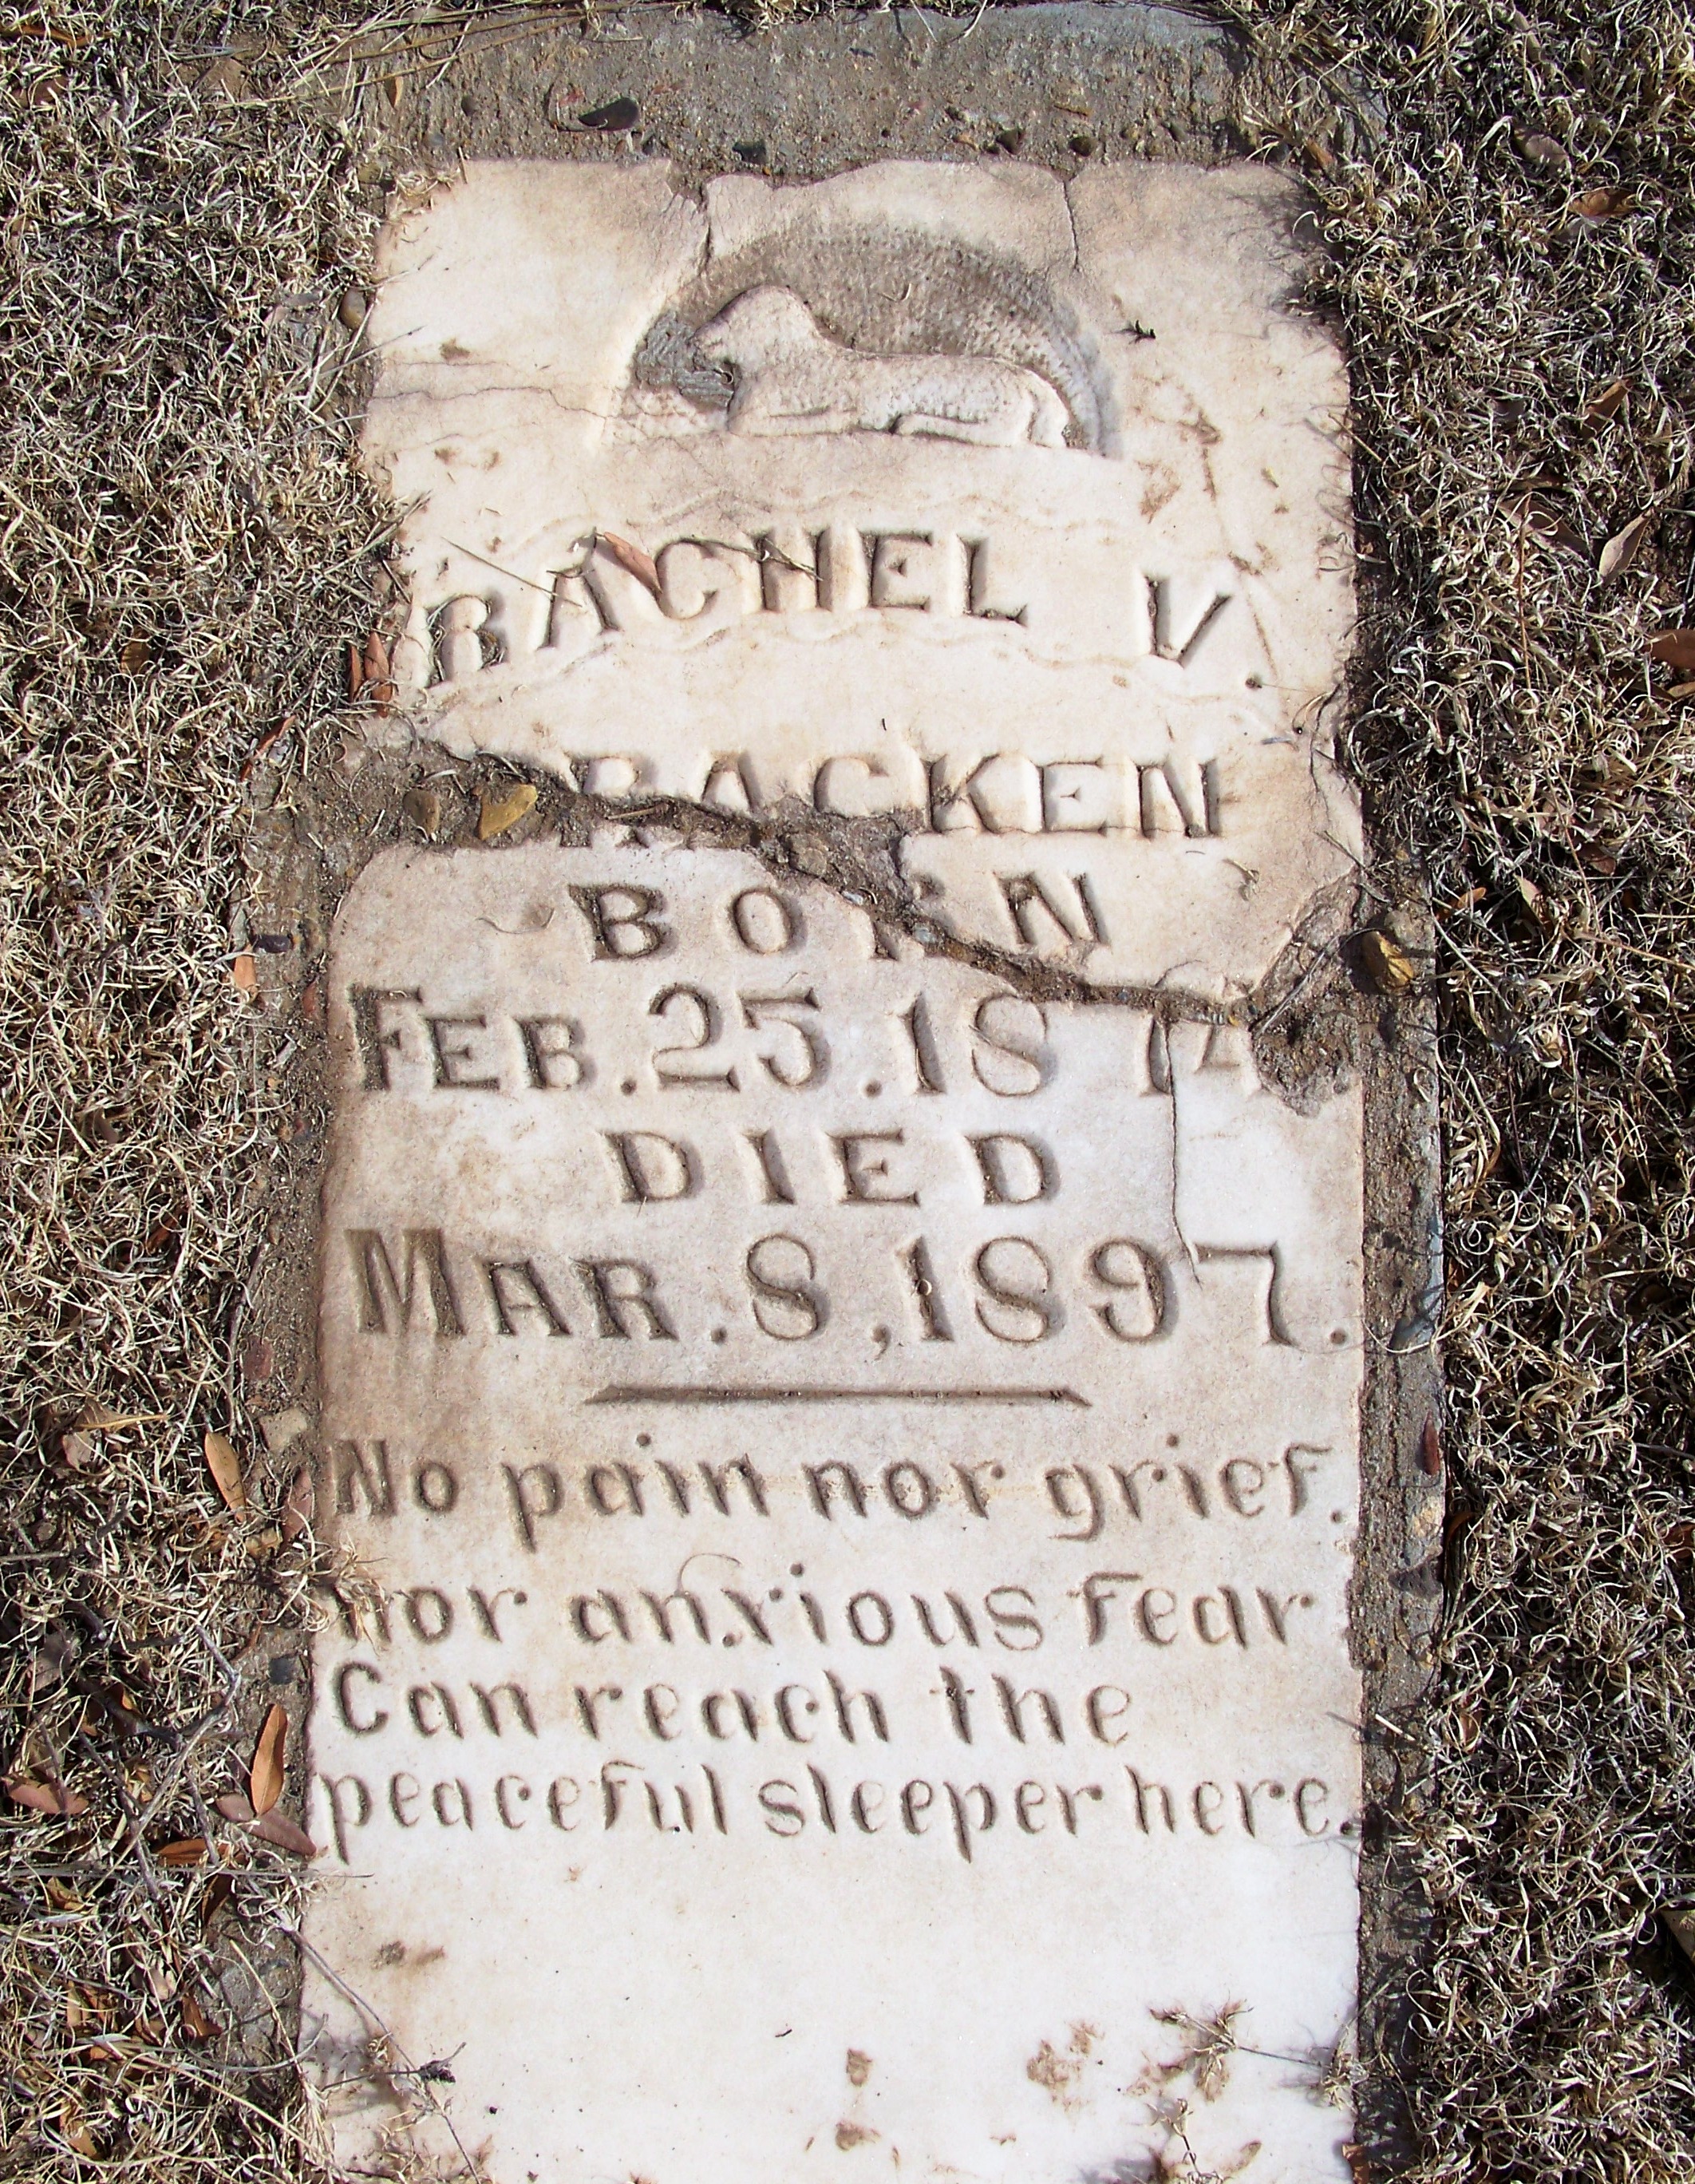 RACHEL V.
RACKEN
BORN
FEB. 25. 18
DIED
MAR. 8, 1897.
No pain nor grief.
nor anxious fear
Can reach the
peaceful sleeper here.